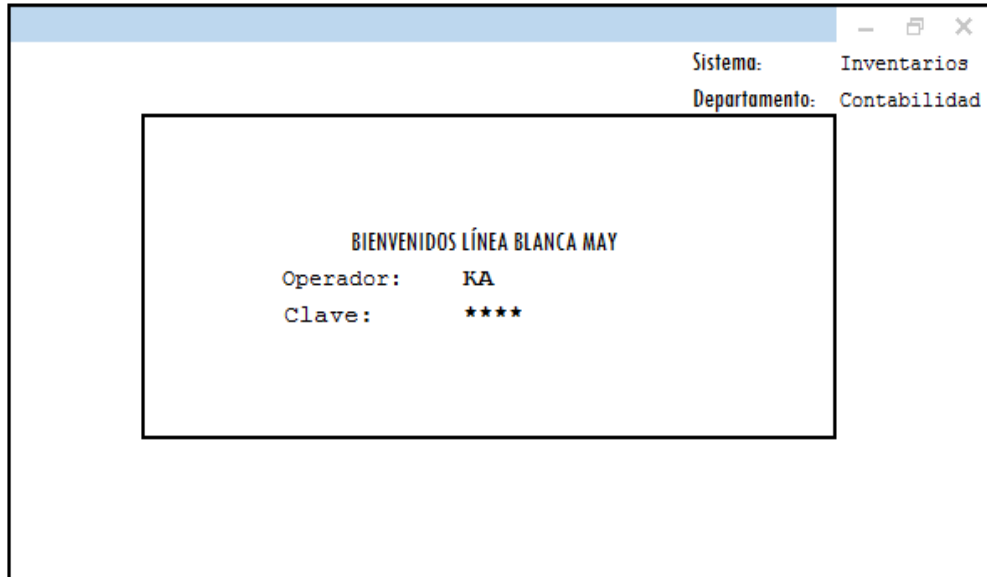 Sistema: Inventarios
Departamento: Contabilidad
BIENVENIDOS LÍNEA BLANCA MAY
Operador: KA
Clave: ****